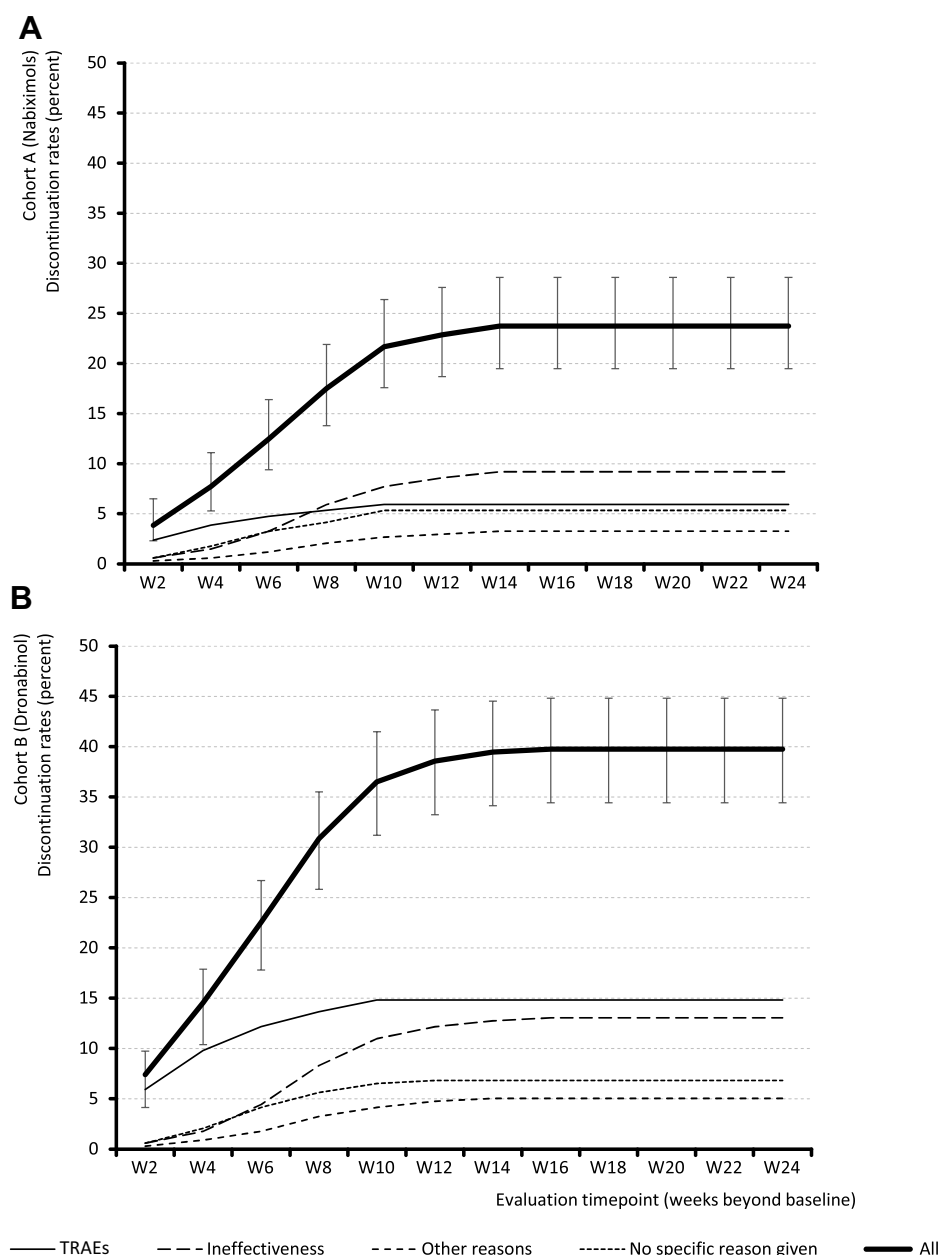 A
Cohort A (Nabiximols)
Discontinuation rates (percent)
50
45
40
35
30
25
20
15
10
5
0
W2 W4 W6 W8 W10 W12 W14 W16 W18 W20 W22 W24
B
Cohort B (Dronabinol)
Discontinuation rates (percent)
50
45
40
35
30
25
20
15
10
5
0
W2 W4 W6 W8 W10 W12 W14 W16 W18 W20 W22 W24
Evaluation timepoint (weeks beyond baseline)
TRAEs Ineffectiveness Other reasons No specific reason given All